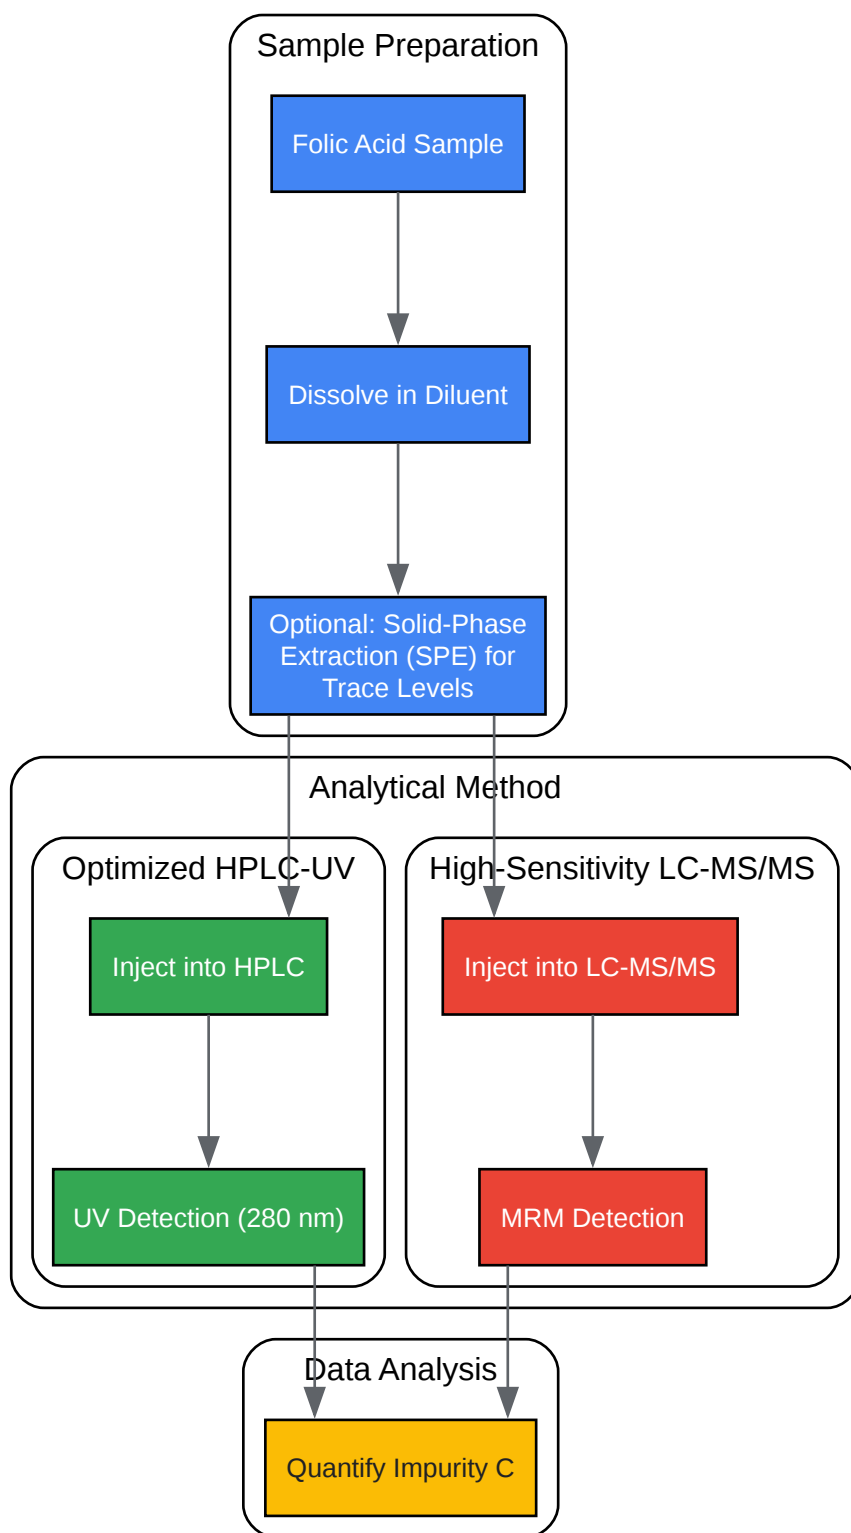 Sample Preparation
Folic Acid Sample
Dissolve in Diluent
Optional: Solid-Phase
Extraction (SPE) for
Trace Levels
Analytical Method
Optimized HPLC-UV
High-Sensitivity LC-MS/MS
Inject into HPLC
Inject into LC-MS/MS
UV Detection (280 nm)
MRM Detection
Data Analysis
Quantify Impurity C